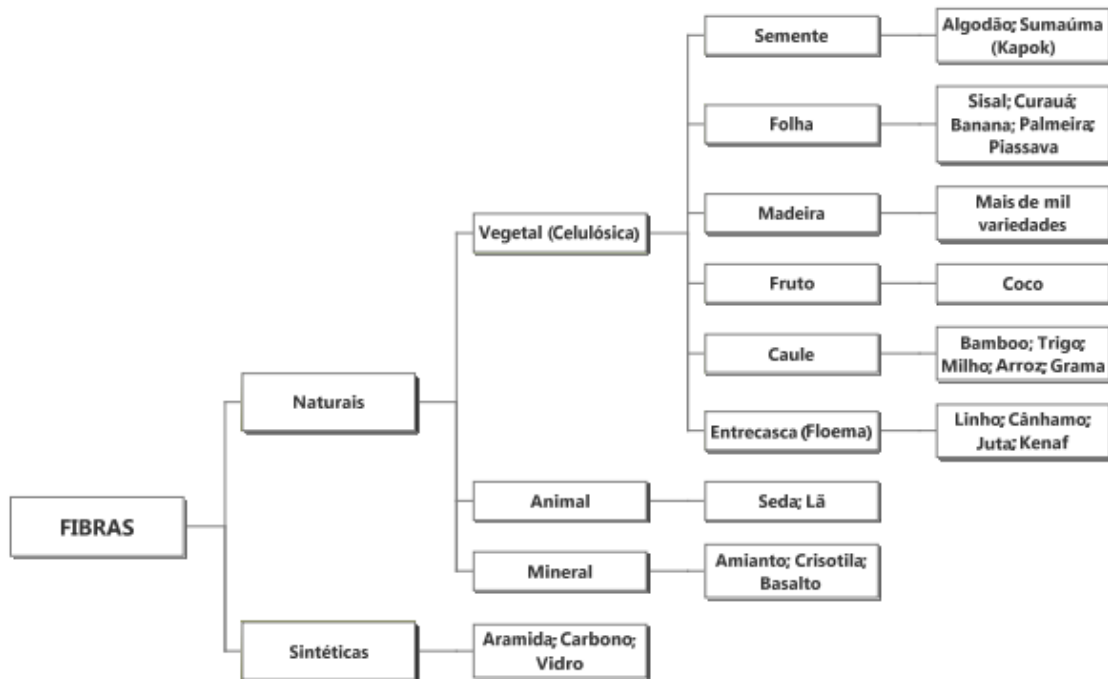 Semente
Algodão; Sumaúma
(Kapok)
Folha
Sisal; Curauá;
Banana; Palmeira;
Piassava
Vegetal (Celulósica)
Madeira
Mais de mil
variedades
Fruto
Coco
Caule
Bamboo; Trigo;
Milho; Arroz; Grama
Naturais
Entrecasca (Floema)
Linho; Cânhamo;
Juta; Kenaf
Animal
Seda; Lã
FIBRAS
Mineral
Amianto; Crisotila;
Basalto
Sintéticas
Aramida; Carbono;
Vidro